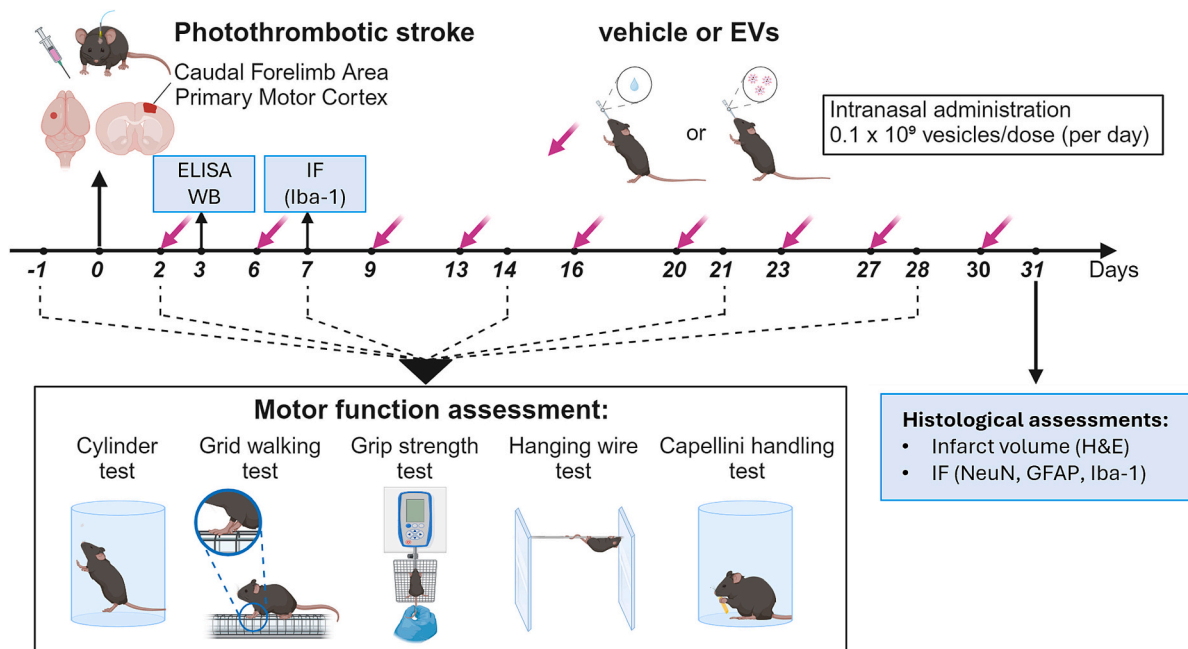 Photothrombotic stroke
Caudal Forelimb Area
Primary Motor Cortex
vehicle or EVs
or
Intranasal administration
0.1 x 10⁹ vesicles/dose (per day)
ELISA
WB
IF
(Iba-1)
-1 0 2 3 6 7 9 13 14 16 20 21 23 27 28 30 31 Days
Motor function assessment:
Cylinder
test
Grid walking
test
Grip strength
test
Hanging wire
test
Capellini handling
test
Histological assessments:
• Infarct volume (H&E)
• IF (NeuN, GFAP, Iba-1)